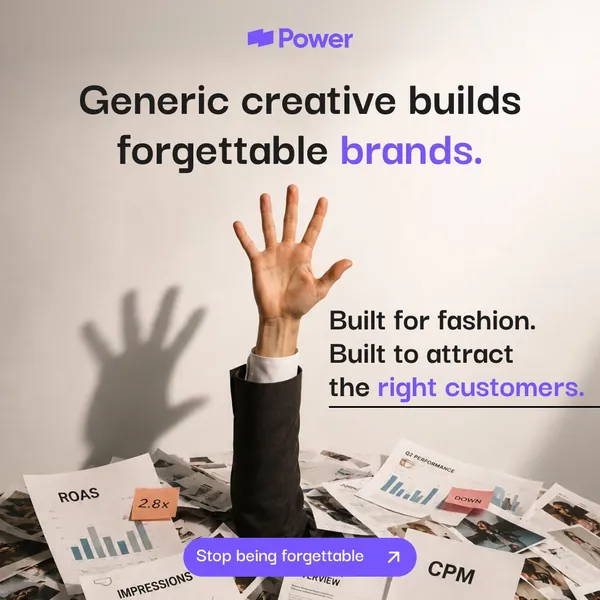 Power
Generic creative builds
forgettable brands.
Built for fashion.
Built to attract
the right customers.
Q2 PERFORMANCE
ROAS
2.8x
DOWN
Stop being forgettable
IMPRESSIONS
CPM